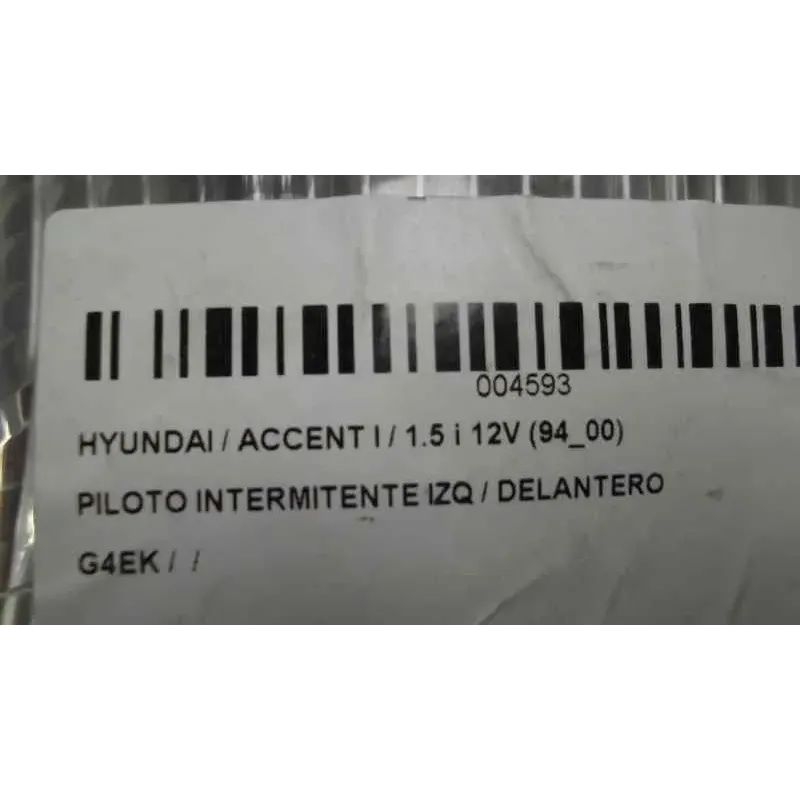 004593
HYUNDAI / ACCENT I / 1.5 i 12V (94_00)
PILOTO INTERMITENTE IZQ / DELANTERO
G4EK / /